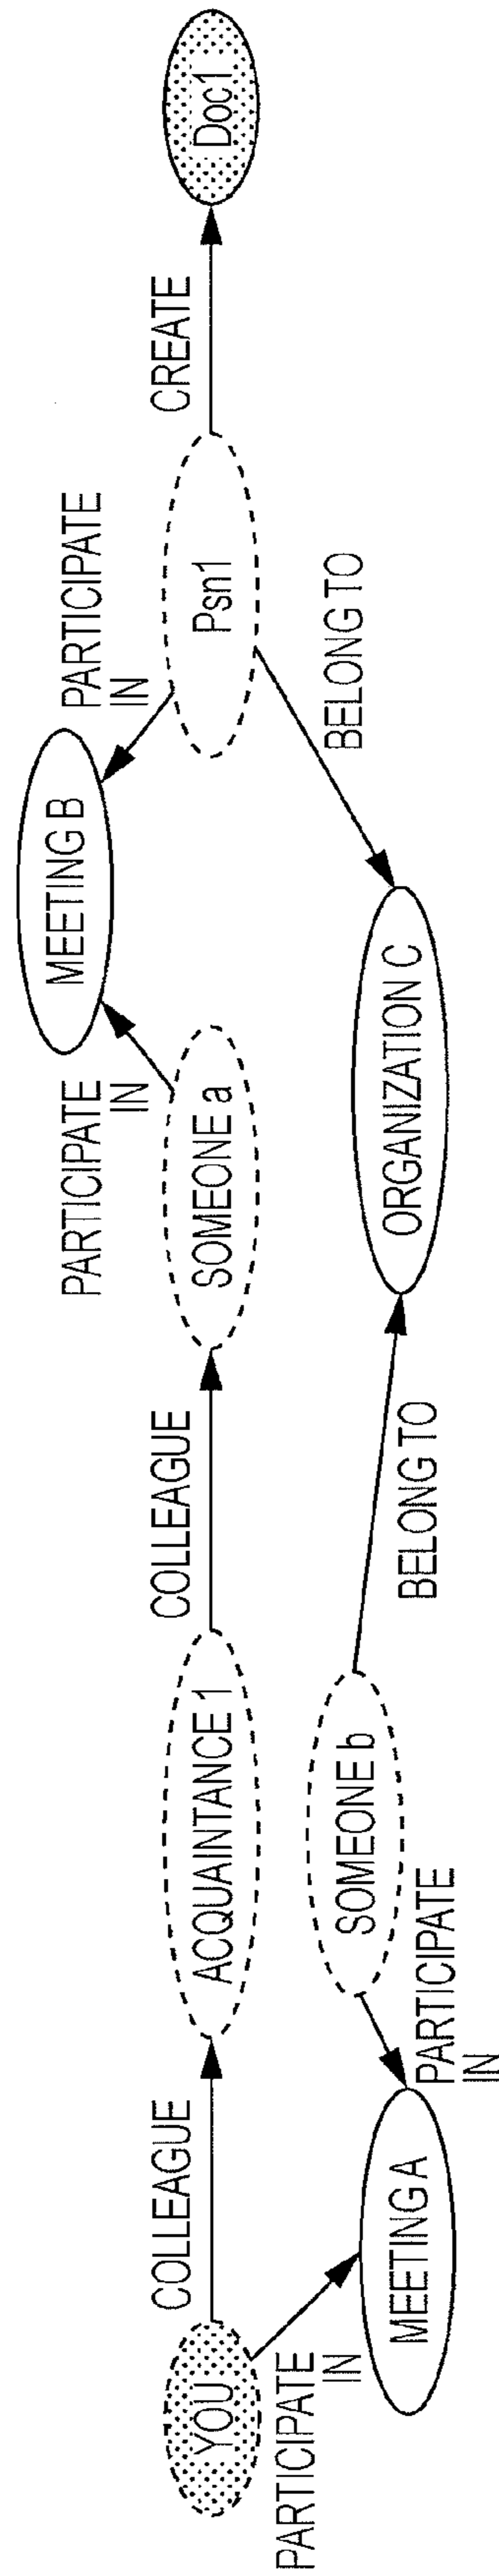 YOU
COLLEAGUE
ACQUAINTANCE 1
COLLEAGUE
SOMEONE a
PARTICIPATE
IN
MEETING B
PARTICIPATE
IN
Psn1
CREATE
Doc1
PARTICIPATE
IN
MEETING A
PARTICIPATE
IN
SOMEONE b
BELONG TO
ORGANIZATION C
BELONG TO